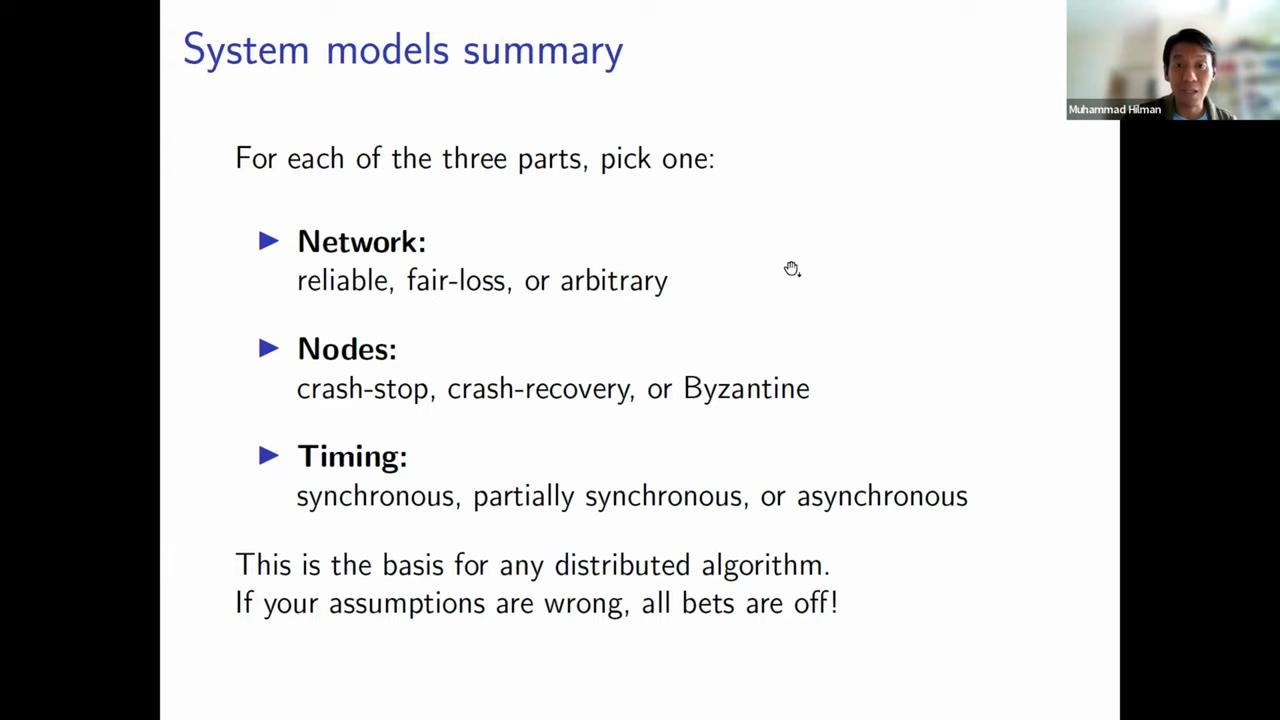 System models summary
Muhammad Hilman
For each of the three parts, pick one:
Network:
reliable, fair-loss, or arbitrary
Nodes:
crash-stop, crash-recovery, or Byzantine
Timing:
synchronous, partially synchronous, or asynchronous
This is the basis for any distributed algorithm.
If your assumptions are wrong, all bets are off!